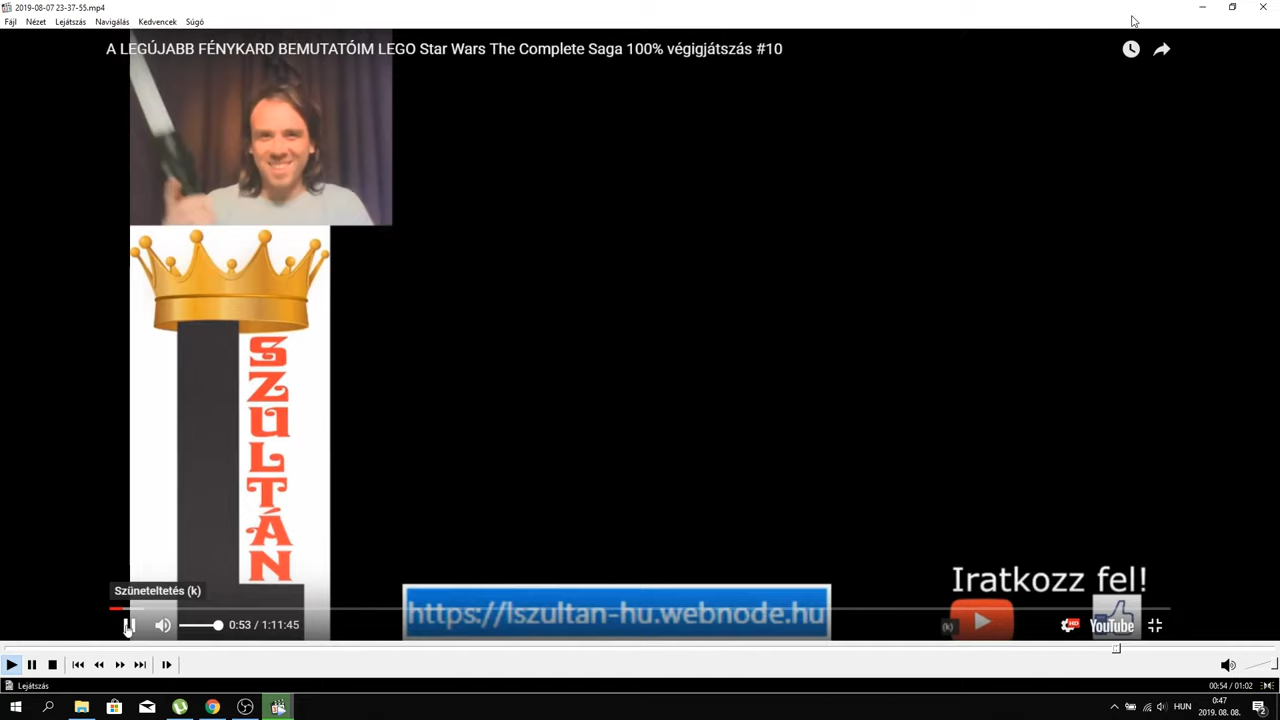 2019-08-07 23-37-55.mp4
Fájl Nézet Lejátszás Navigálás Kedvencek Súgó
A LEGÚJABB FÉNYKARD BEMUTATÓIM LEGO Star Wars The Complete Saga 100% végigjátszás #10
SZULTÁN
Szüneteltetés (k)
Iratkozz fel!
https://lszultan-hu.webnode.hu
0:53 / 1:11:45
(k)
HD
YouTube
Lejátszás
00:54 / 01:02
HUN
0:47
2019. 08. 08.
2